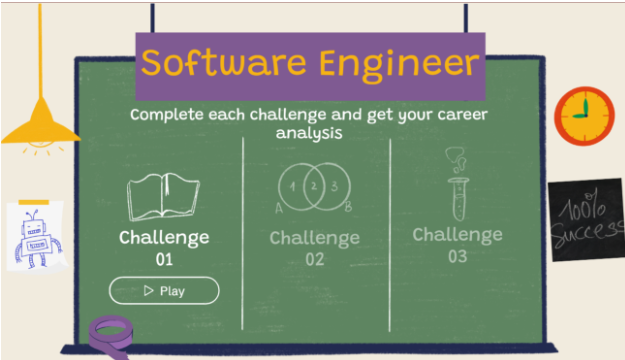 Software Engineer
Complete each challenge and get your career
analysis
1 2 3
A B
Challenge
01
Play
Challenge
02
Challenge
03
100%
Success